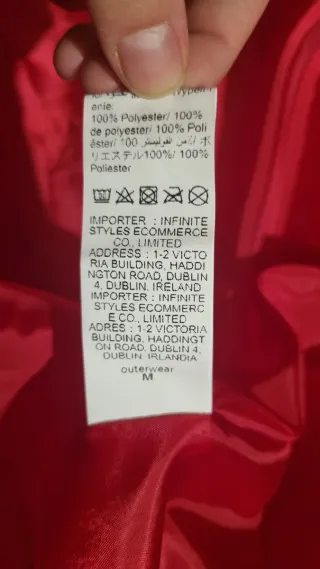 enie:
100% Polyester/ 100%
de polyester/ 100% Poli
éster/ 100 ٪ من البوليستر/ ポ
リエステル100%/ 100%
Poliester
IMPORTER : INFINITE
STYLES ECOMMERCE
CO., LIMITED
ADDRESS : 1-2 VICTO
RIA BUILDING, HADDI
NGTON ROAD, DUBLIN
4, DUBLIN, IRELAND
IMPORTER : INFINITE
STYLES ECOMMERC
E CO., LIMITED
ADRES : 1-2 VICTORIA
BUILDING, HADDINGT
ON ROAD, DUBLIN 4,
DUBLIN, IRLANDIA
outerwear
M